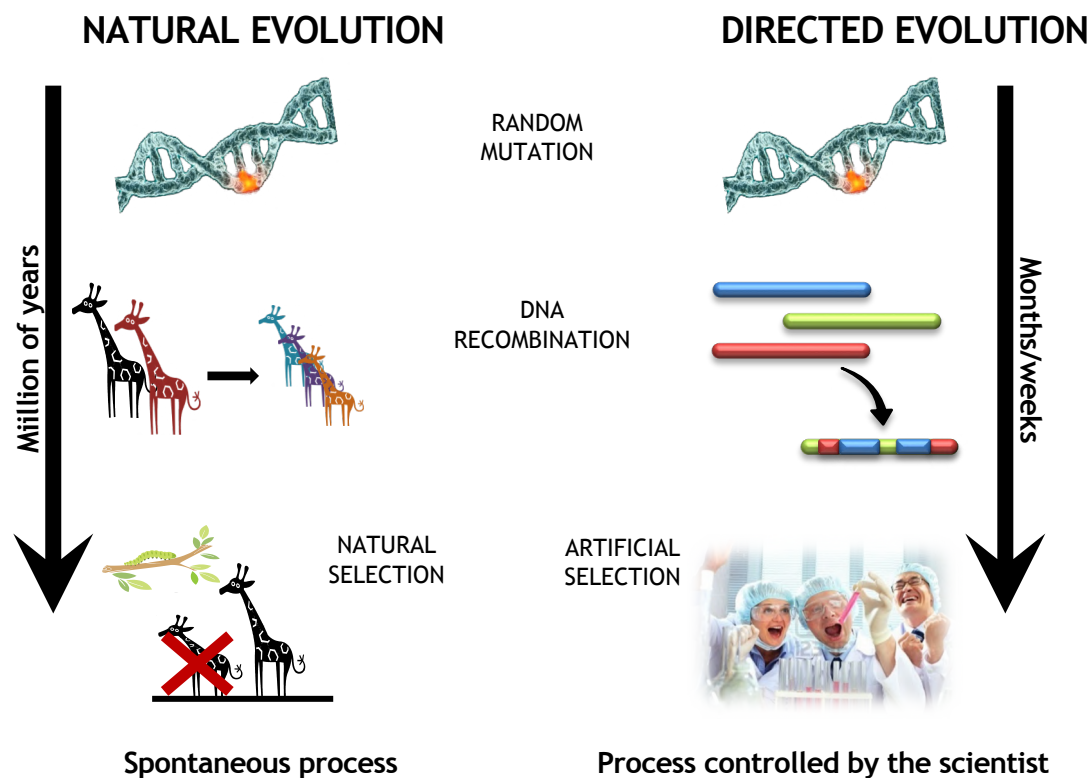 NATURAL EVOLUTION
DIRECTED EVOLUTION
RANDOM
MUTATION
Miillion of years
Months/weeks
DNA
RECOMBINATION
NATURAL
SELECTION
ARTIFICIAL
SELECTION
Spontaneous process
Process controlled by the scientist